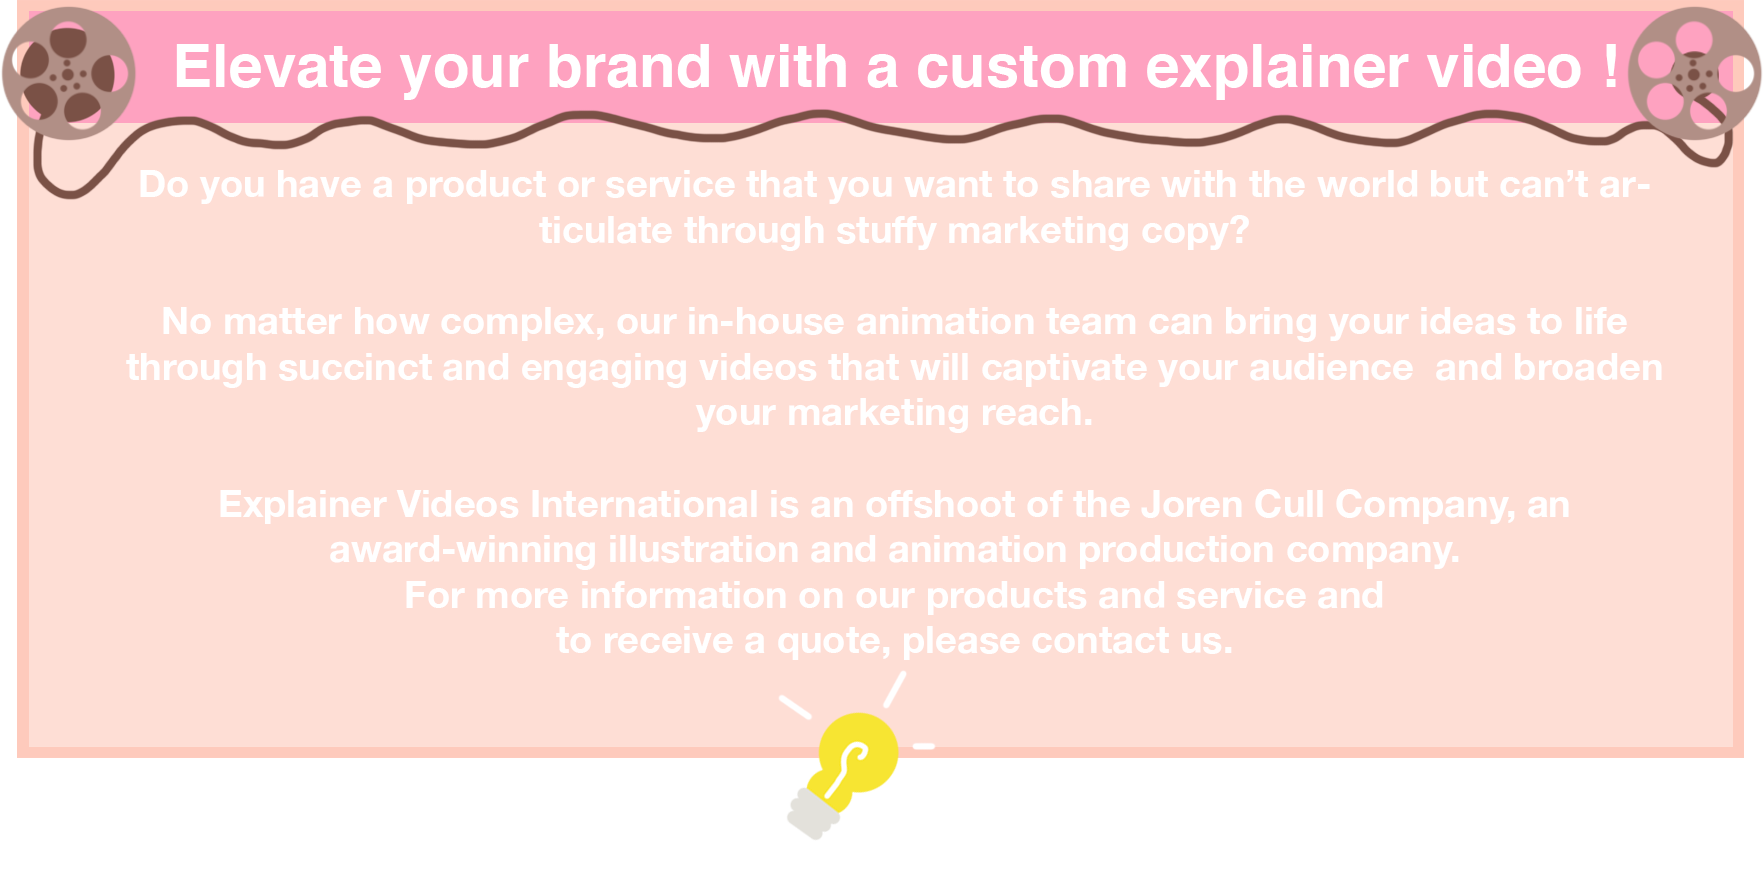 Elevate your brand with a custom explainer video !
Do you have a product or service that you want to share with the world but can’t ar-
ticulate through stuffy marketing copy?
No matter how complex, our in-house animation team can bring your ideas to life
through succinct and engaging videos that will captivate your audience  and broaden
your marketing reach.
Explainer Videos International is an offshoot of the Joren Cull Company, an
award-winning illustration and animation production company.
For more information on our products and service and
to receive a quote, please contact us.